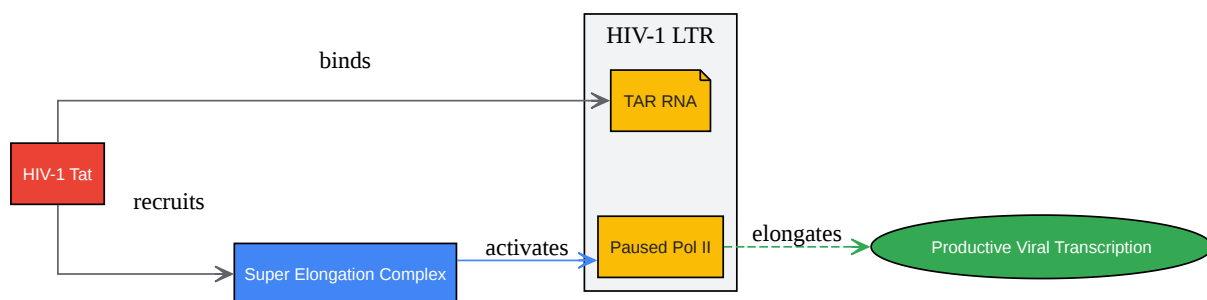 HIV-1 LTR
binds
TAR RNA
HIV-1 Tat
recruits
activates
Paused Pol II
elongates
Productive Viral Transcription
Super Elongation Complex